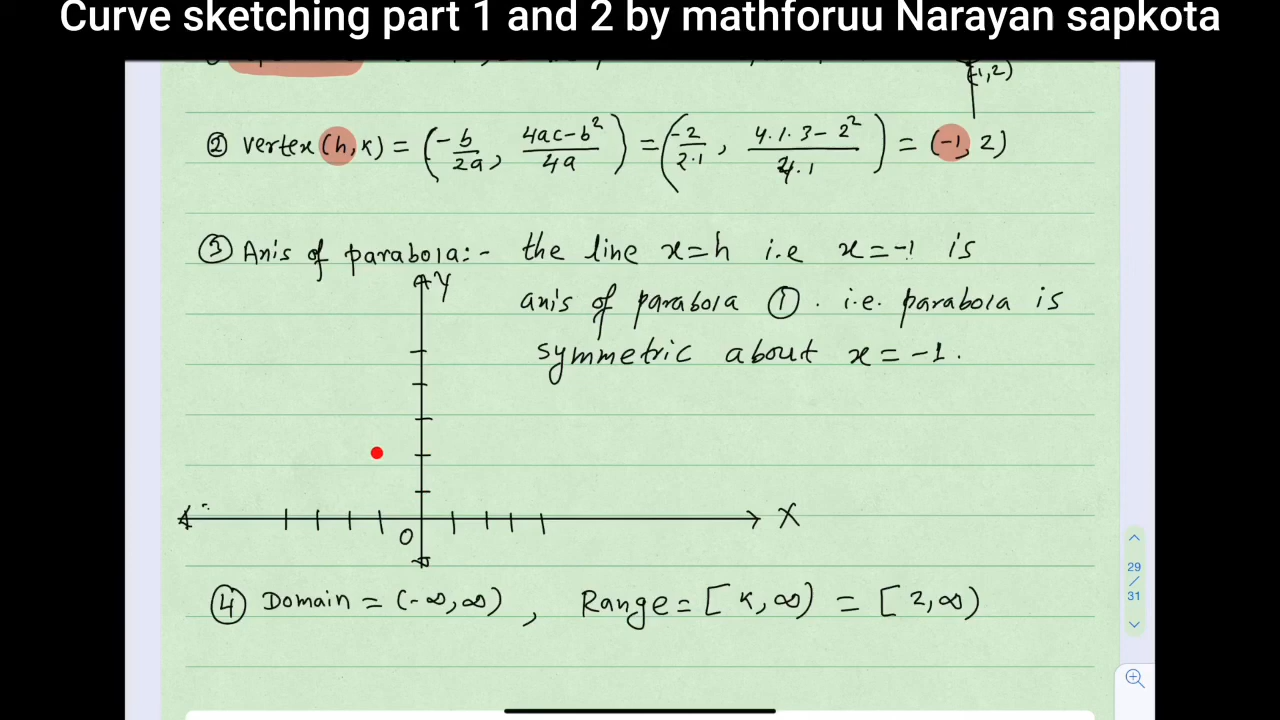 Curve sketching part 1 and 2 by mathforuu Narayan sapkota
(-1,2)
② vertex (h,k) = (-b/2a, 4ac-b²/4a) = (-2/2·1, 4·1·3-2²/4·1) = (-1, 2)
③ Axis of parabola:- the line x=h i.e x=-1 is
axis of parabola ①. i.e. parabola is
symmetric about x=-1.
Y
X
O
④ Domain = (-∞,∞), Range = [k,∞) = [2,∞)
29
/
31